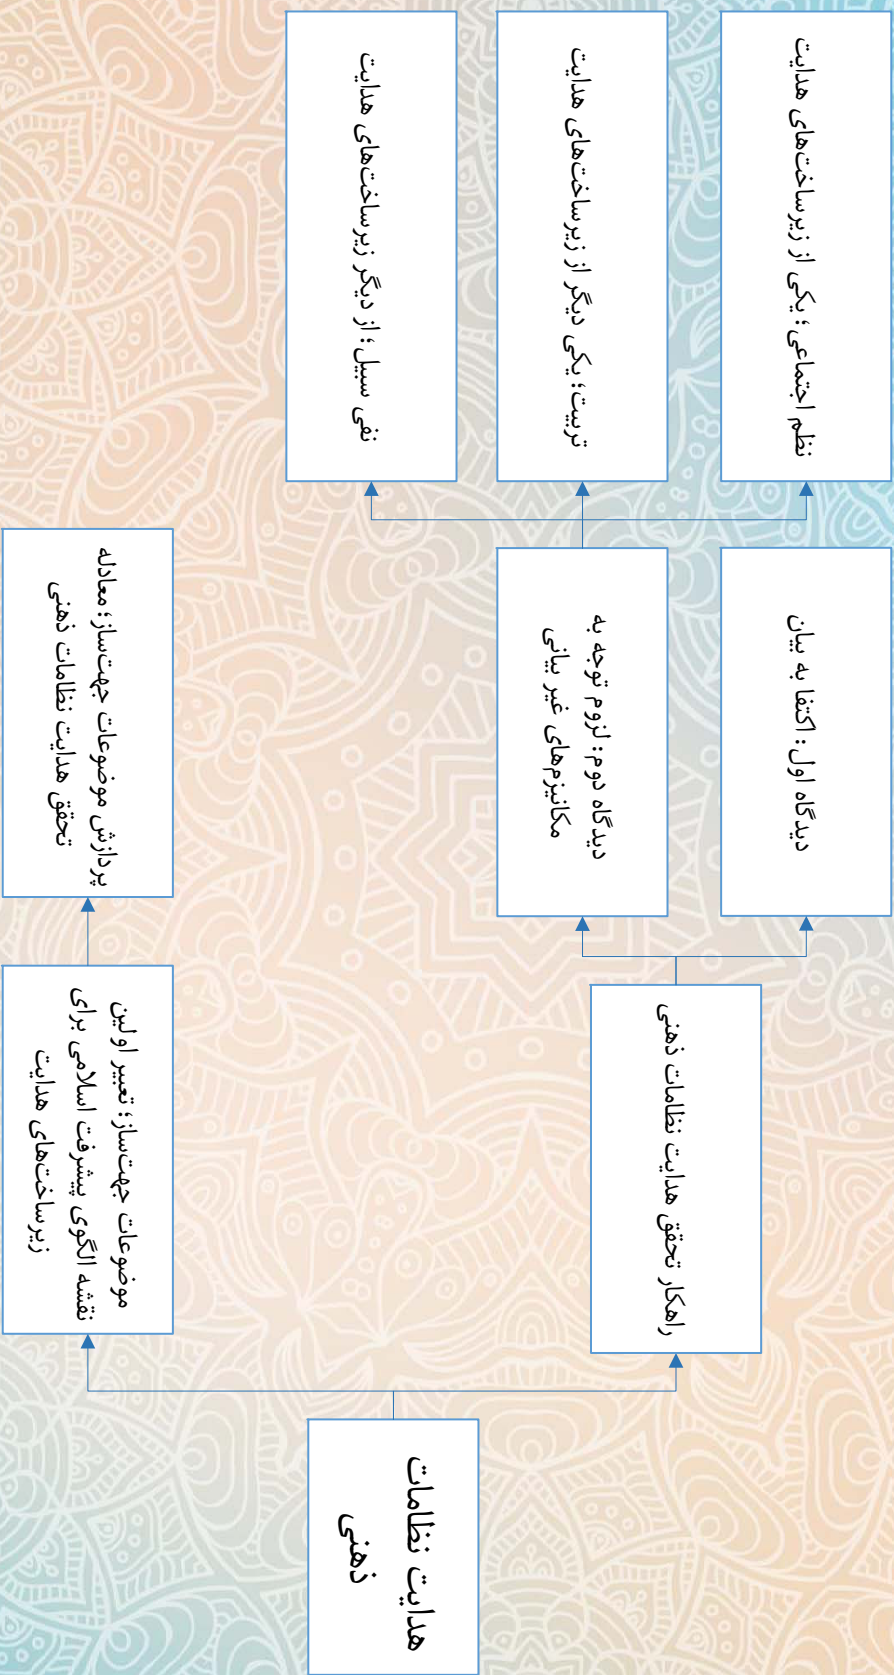 هدایت نظامات
ذهنی
راهکار تحقق هدایت نظامات ذهنی
دیدگاه اول: اکتفا به بیان
دیدگاه دوم: لزوم توجه به
مکانیزم‌های غیر بیانی
نظم اجتماعی؛ یکی از زیرساخت‌های هدایت
تربیت؛ یکی دیگر از زیرساخت‌های هدایت
نفی سبیل؛ از دیگر زیرساخت‌های هدایت
موضوعات جهت‌ساز؛ تعبیر اولین
نقشه الگوی پیشرفت اسلامی برای
زیرساخت‌های هدایت
پردازش موضوعات جهت‌ساز؛ معادله
تحقق هدایت نظامات ذهنی